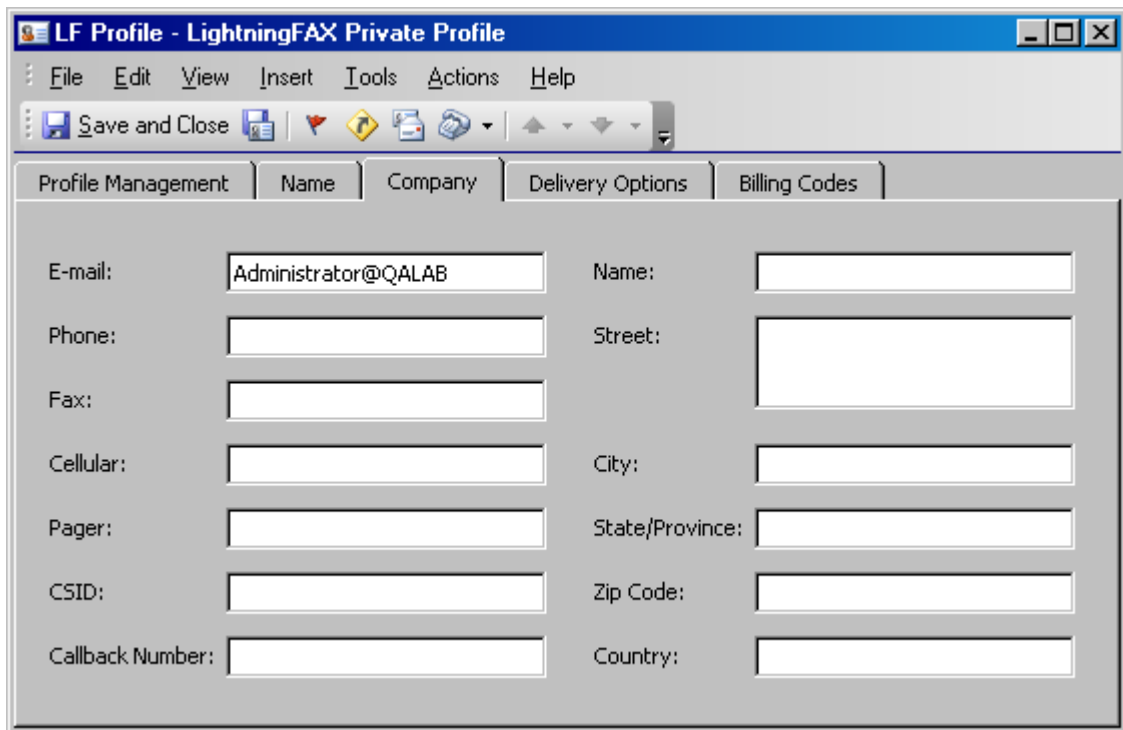 LF Profile - LightningFAX Private Profile
File Edit View Insert Tools Actions Help
Save and Close
Profile Management Name Company Delivery Options Billing Codes
E-mail: Administrator@QALAB Name:
Phone: Street:
Fax:
Cellular: City:
Pager: State/Province:
CSID: Zip Code:
Callback Number: Country: